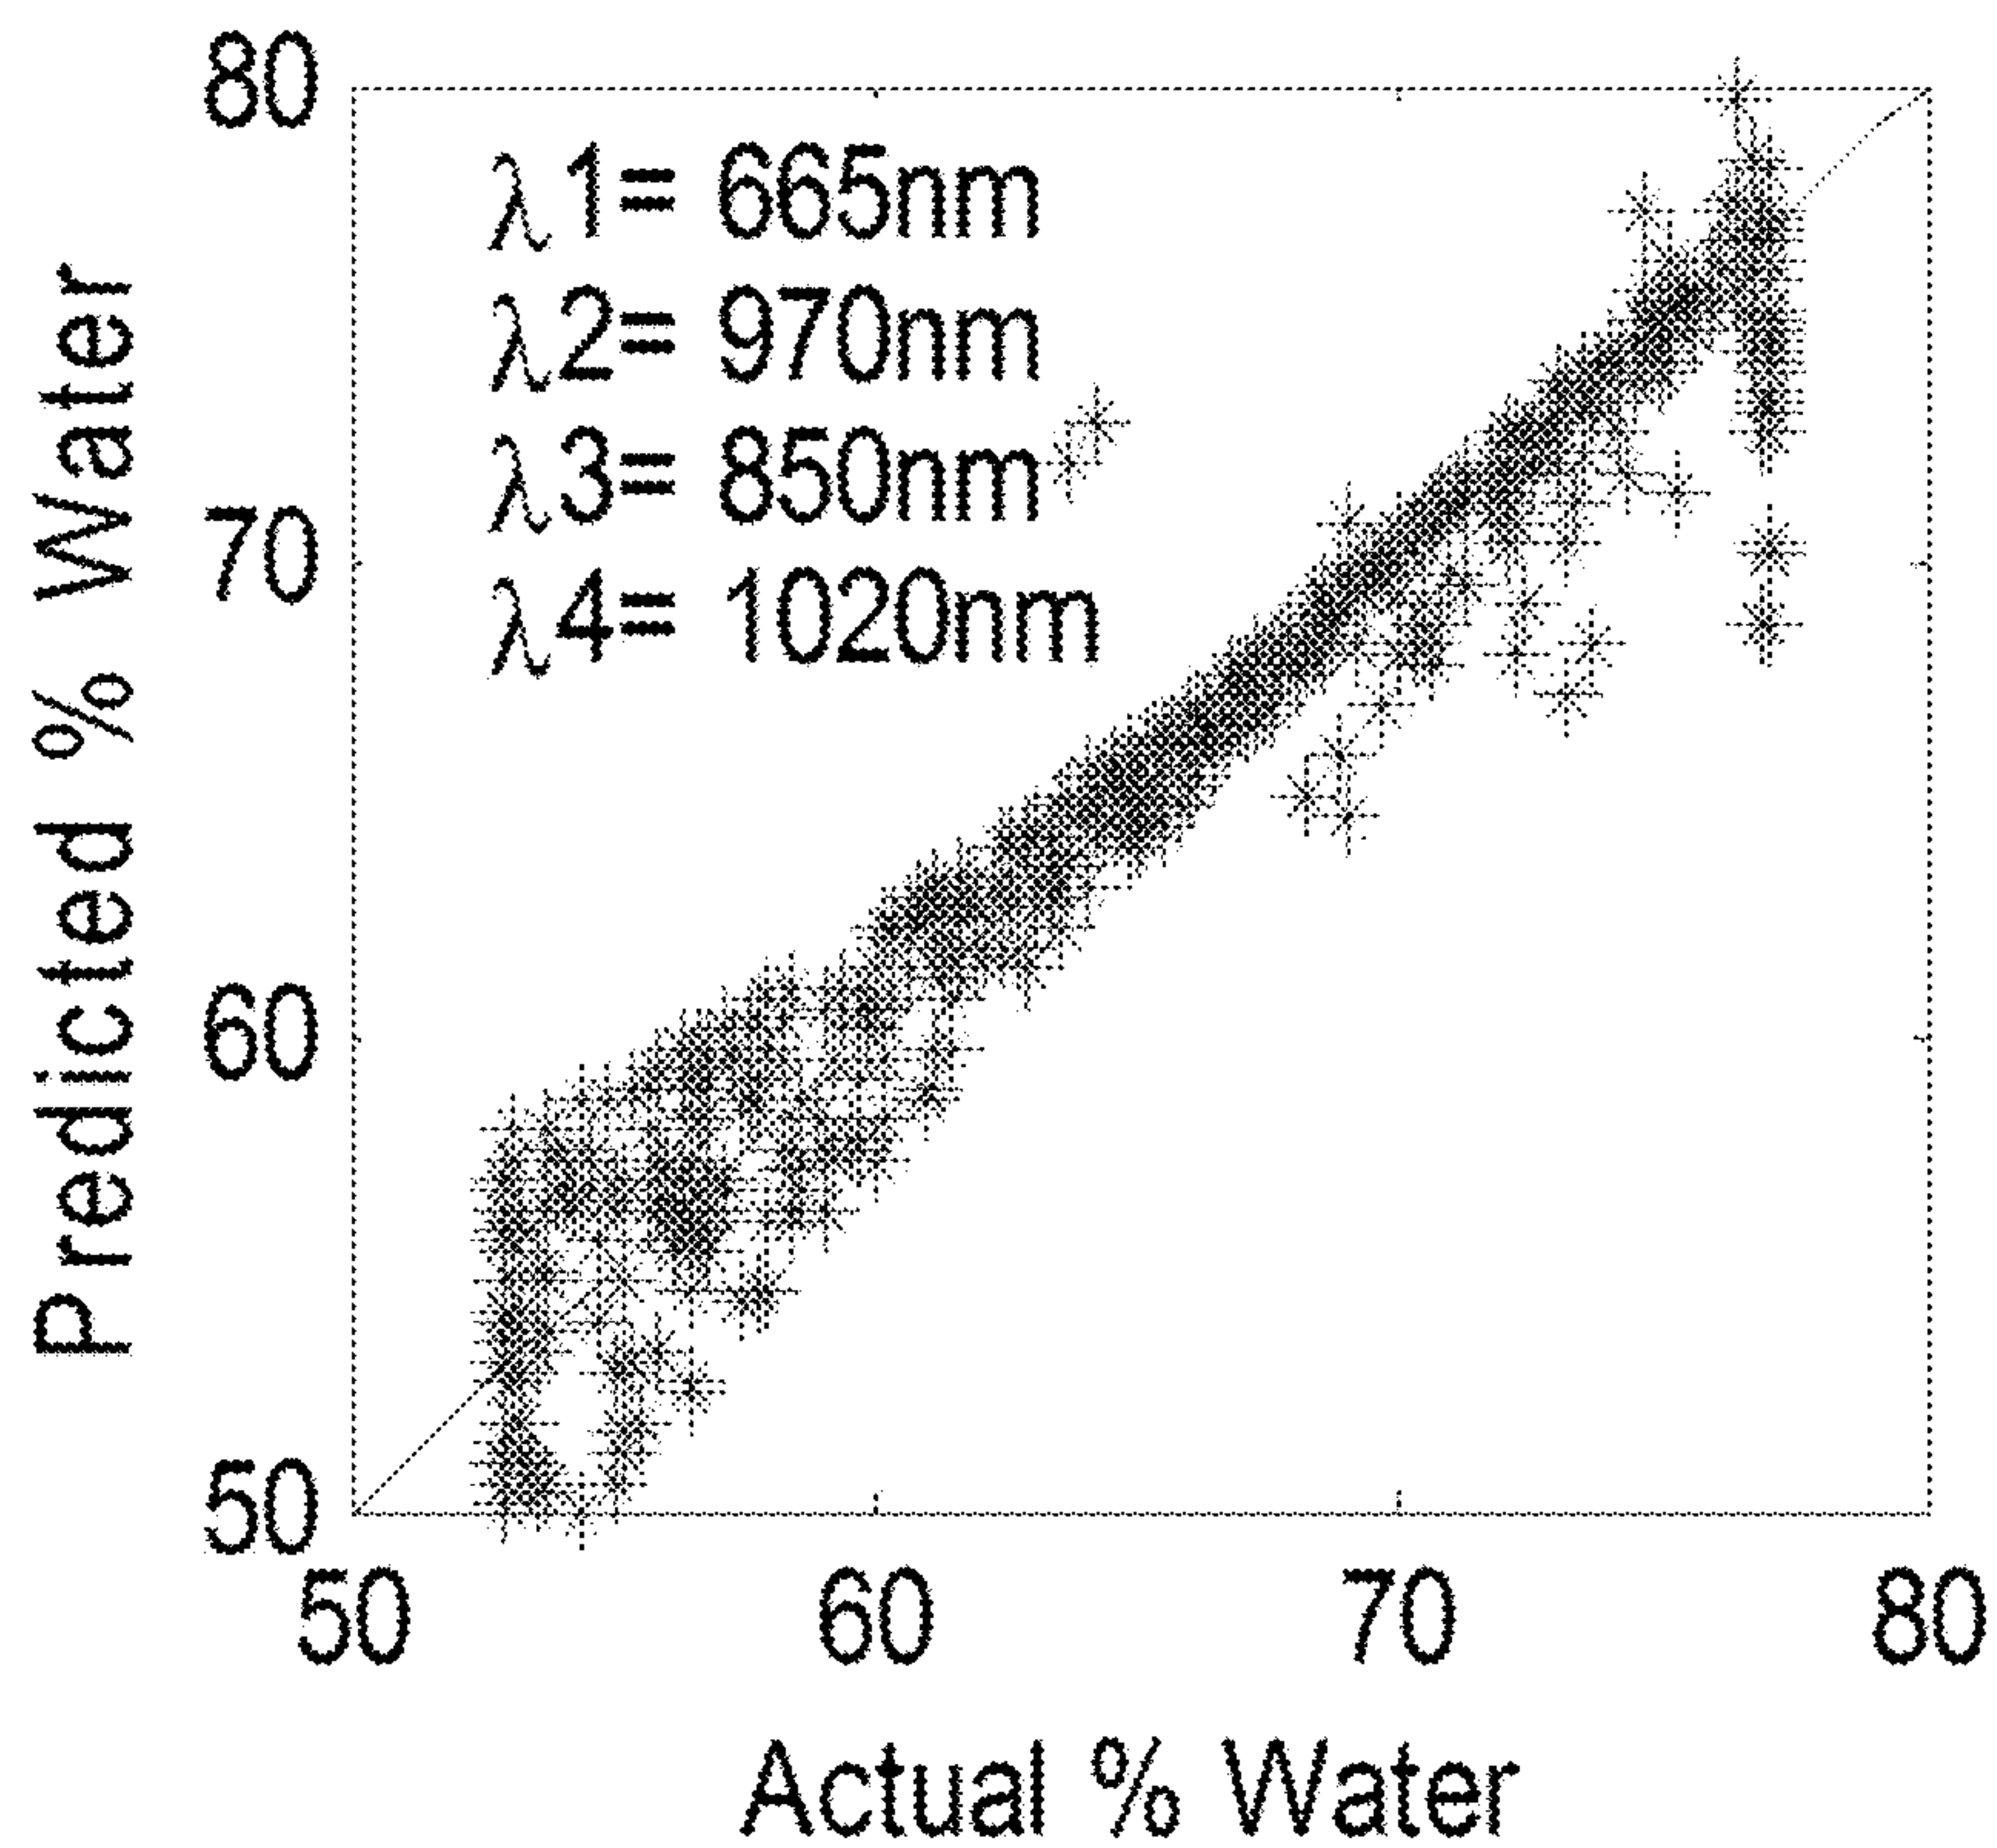 80
70
60
50
Predicted % Water
λ1= 665nm
λ2= 970nm
λ3= 850nm
λ4= 1020nm
50 60 70 80
Actual % Water